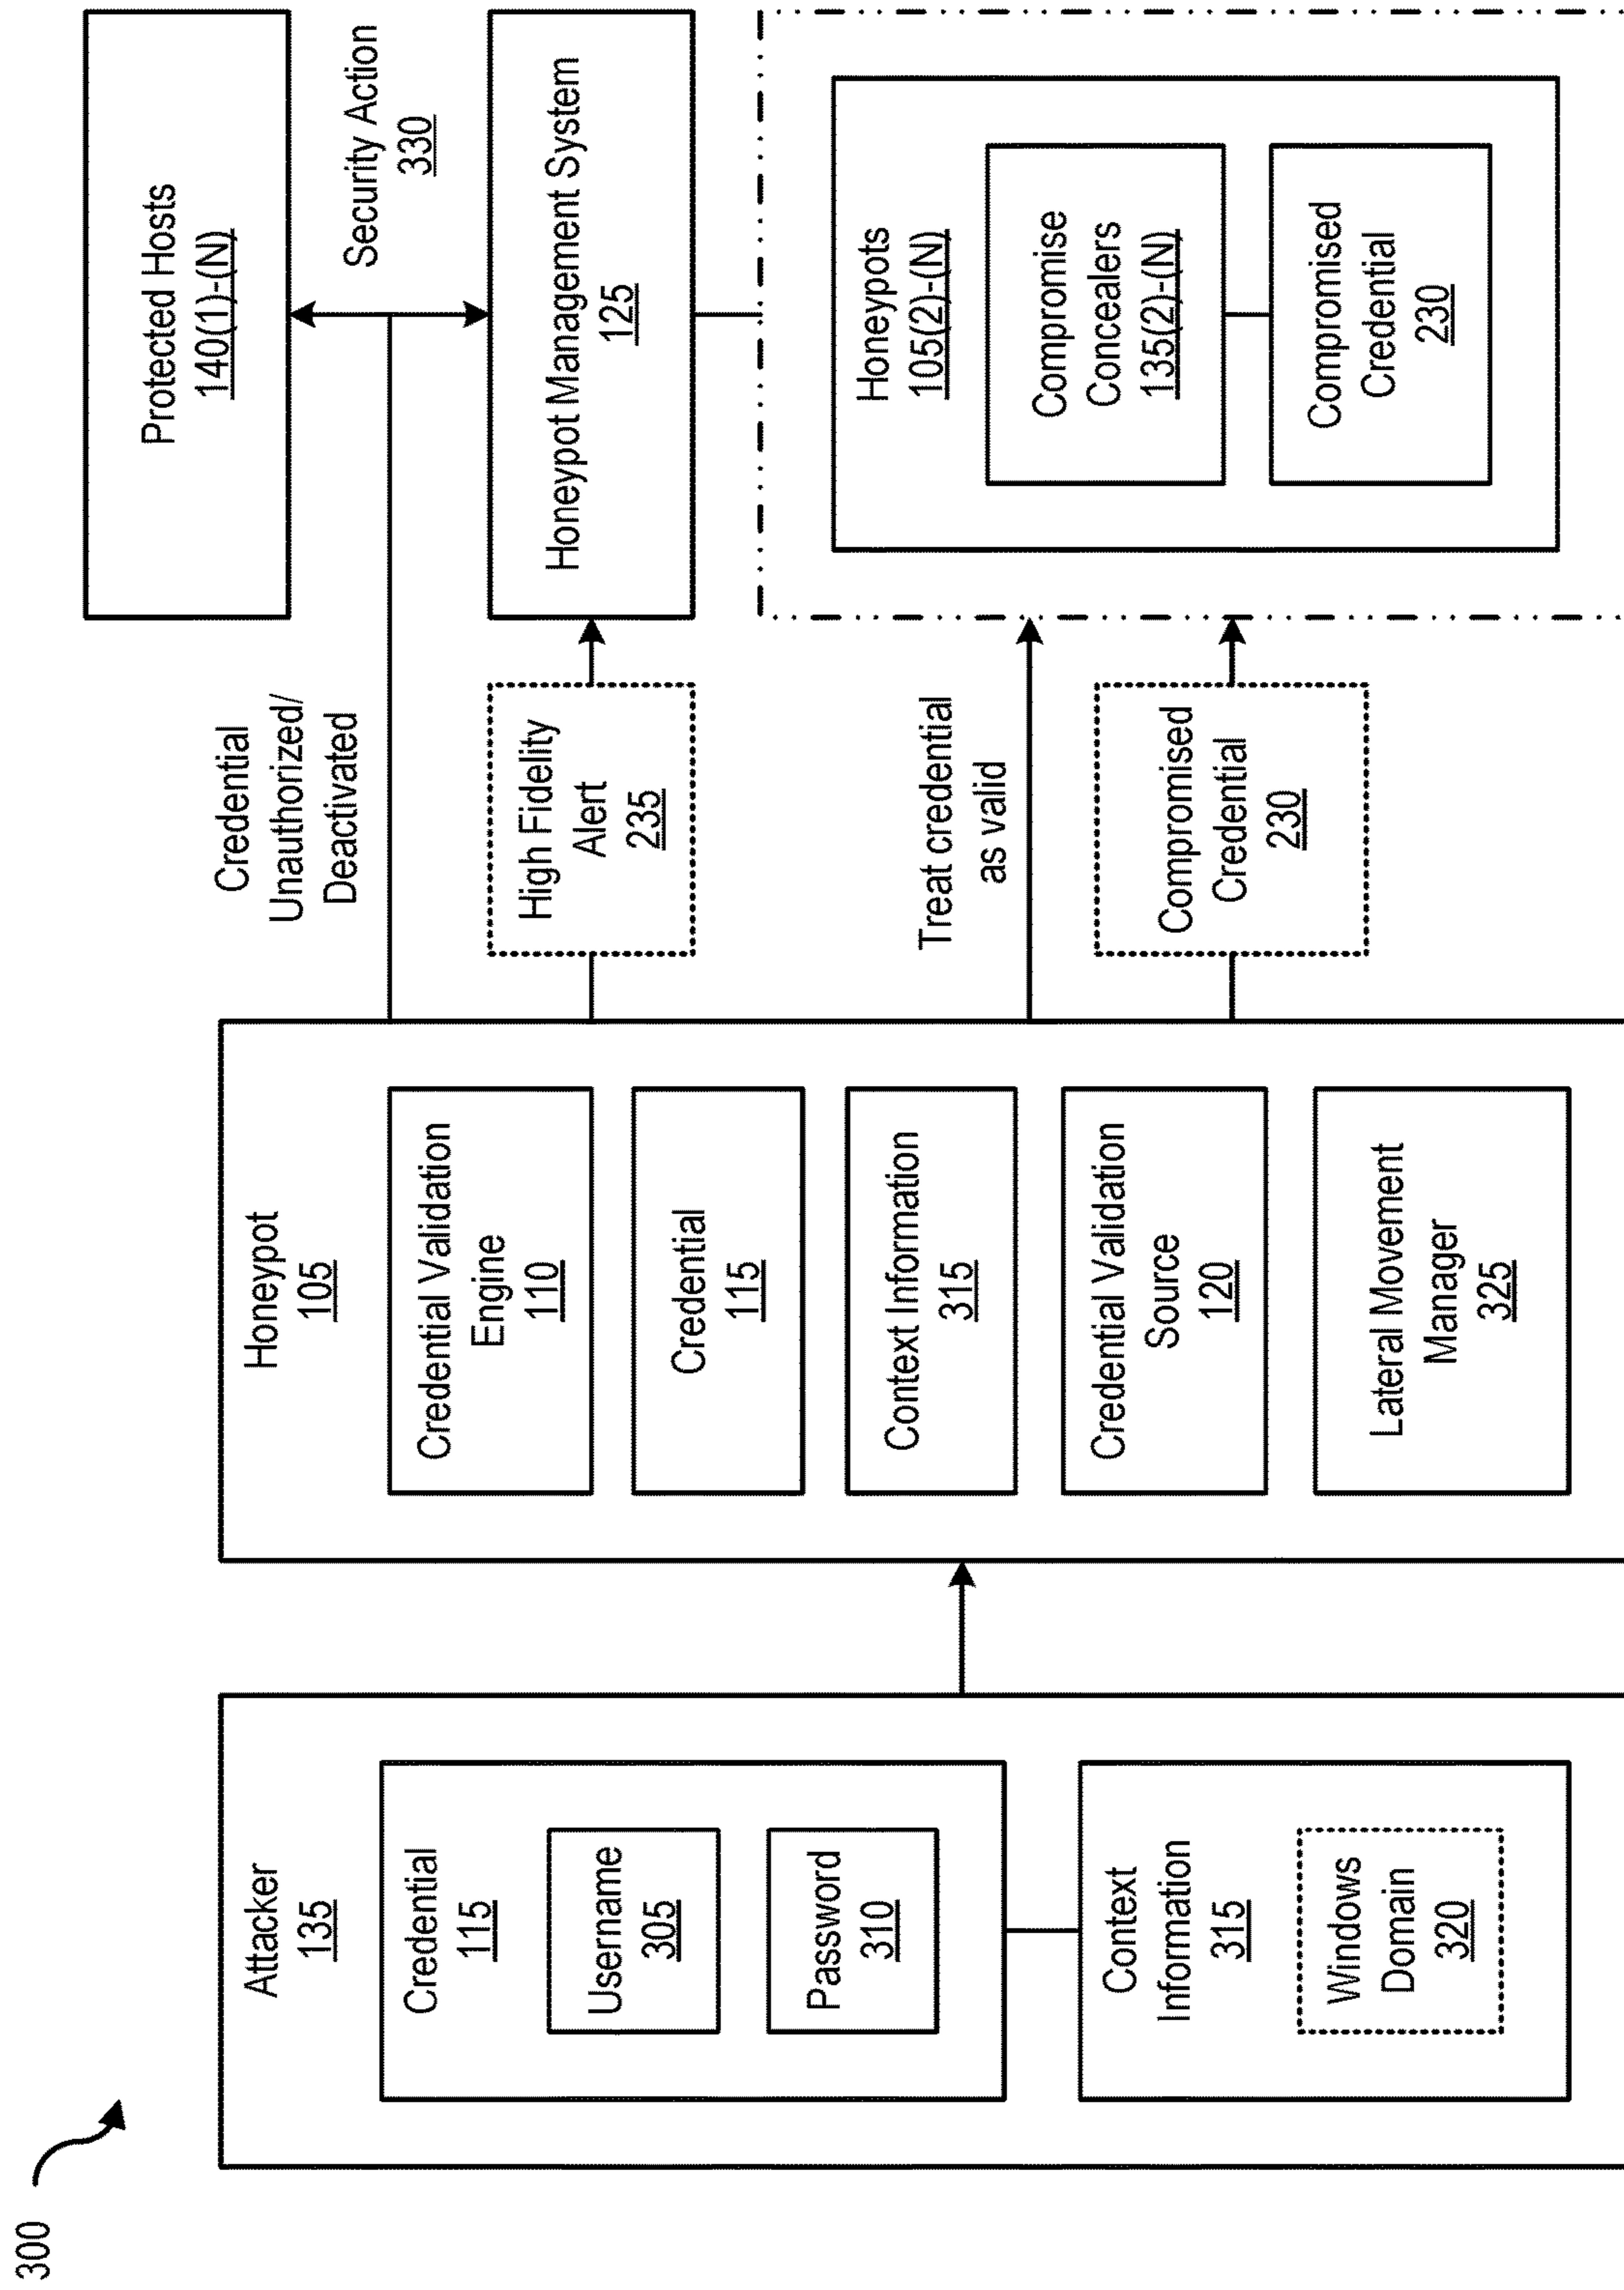 300
Attacker
135
Credential
115
Username
305
Password
310
Context
Information
315
Windows
Domain
320
Honeypot
105
Credential Validation
Engine
110
Credential
115
Context Information
315
Credential Validation
Source
120
Lateral Movement
Manager
325
Credential
Unauthorized/
Deactivated
High Fidelity
Alert
235
Treat credential
as valid
Compromised
Credential
230
Protected Hosts
140(1)-(N)
Security Action
330
Honeypot Management System
125
Honeypots
105(2)-(N)
Compromise
Concealers
135(2)-(N)
Compromised
Credential
230